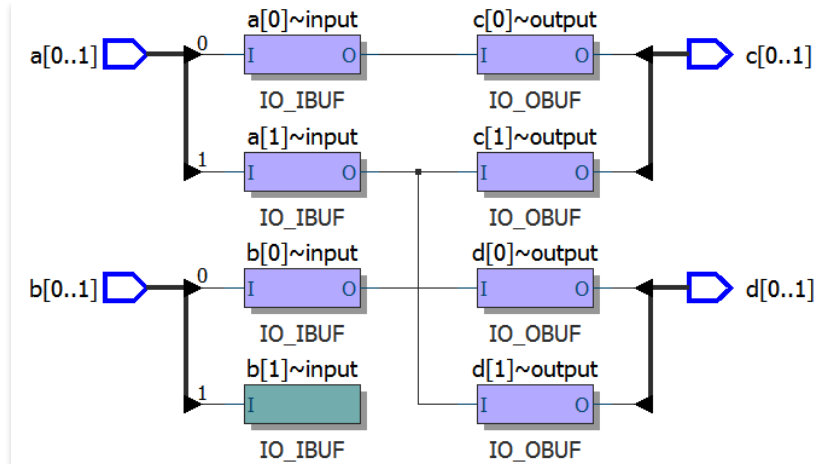 a[0]~input
c[0]~output
a[0..1]
0
I
O
I
O
c[0..1]
IO_IBUF
IO_OBUF
a[1]~input
c[1]~output
1
I
O
I
O
IO_IBUF
IO_OBUF
b[0]~input
d[0]~output
b[0..1]
0
I
O
I
O
d[0..1]
IO_IBUF
IO_OBUF
b[1]~input
d[1]~output
1
I
I
O
IO_IBUF
IO_OBUF